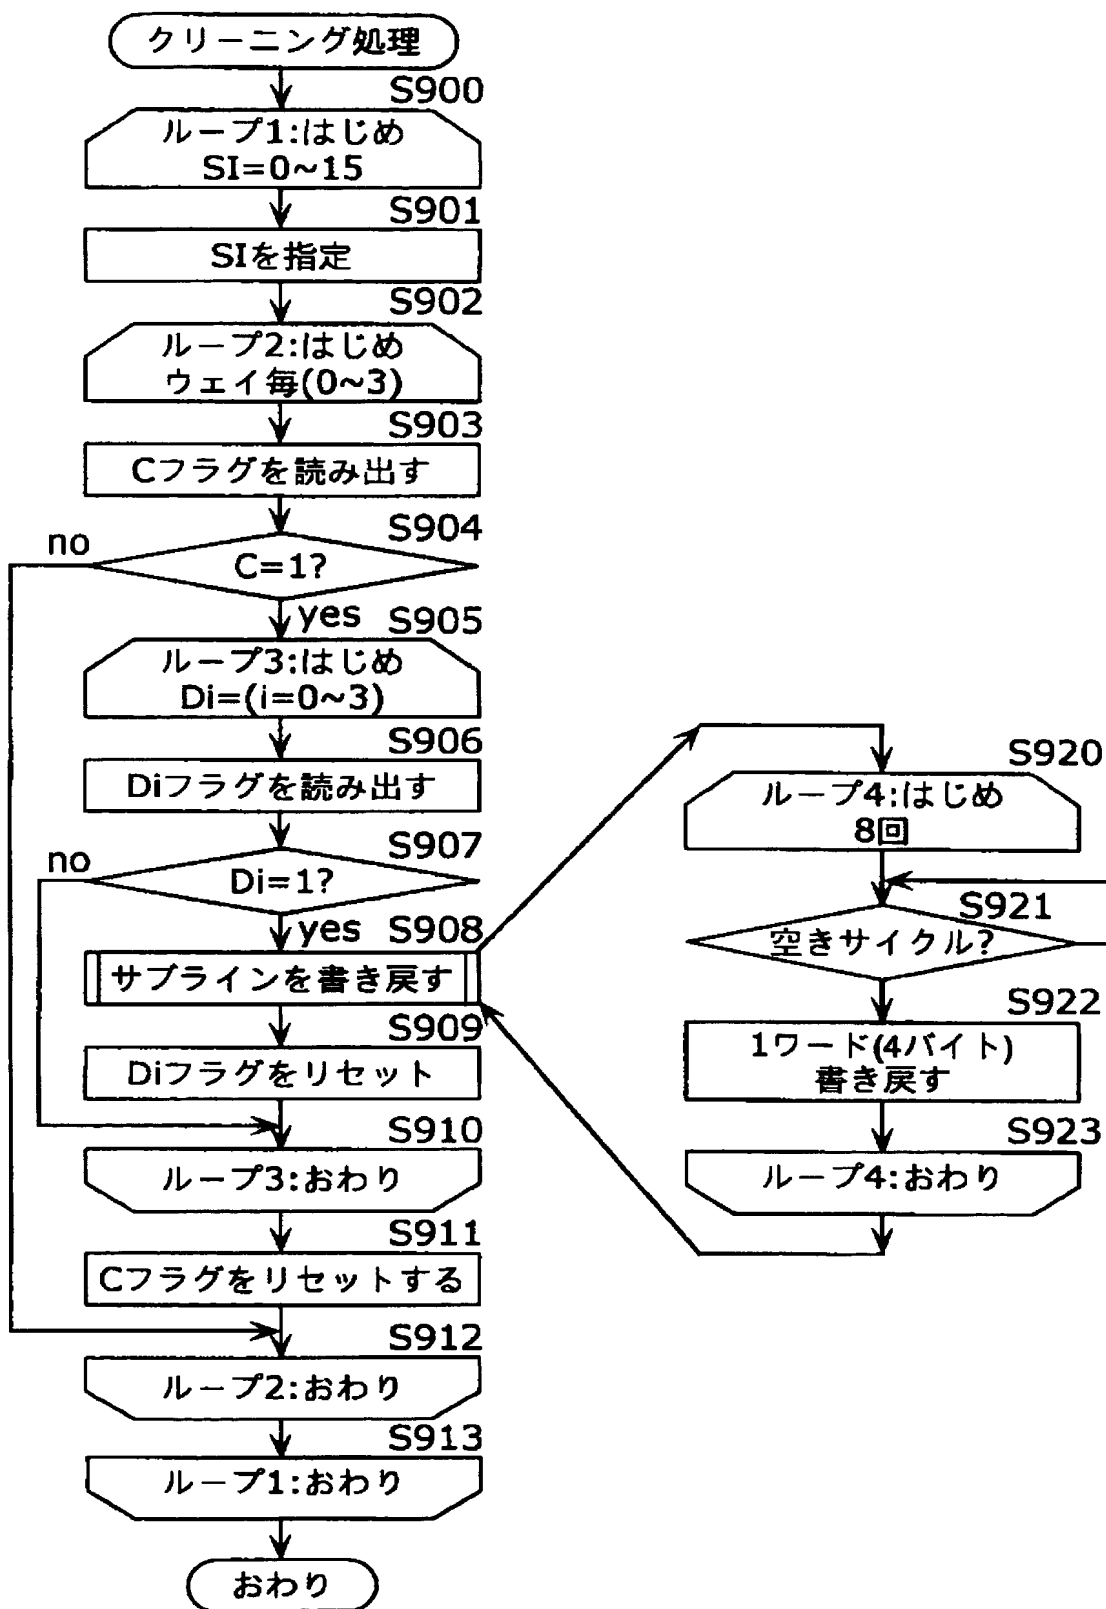 クリーニング処理
S900
ループ1:はじめ
SI=0~15
S901
SIを指定
S902
ループ2:はじめ
ウェイ毎(0~3)
S903
Cフラグを読み出す
S904
no
C=1?
yes
S905
ループ3:はじめ
Di=(i=0~3)
S906
Diフラグを読み出す
S907
no
Di=1?
yes
S908
サブラインを書き戻す
S909
Diフラグをリセット
S910
ループ3:おわり
S911
Cフラグをリセットする
S912
ループ2:おわり
S913
ループ1:おわり
おわり
S920
ループ4:はじめ
8回
S921
空きサイクル?
S922
1ワード(4バイト)
書き戻す
S923
ループ4:おわり